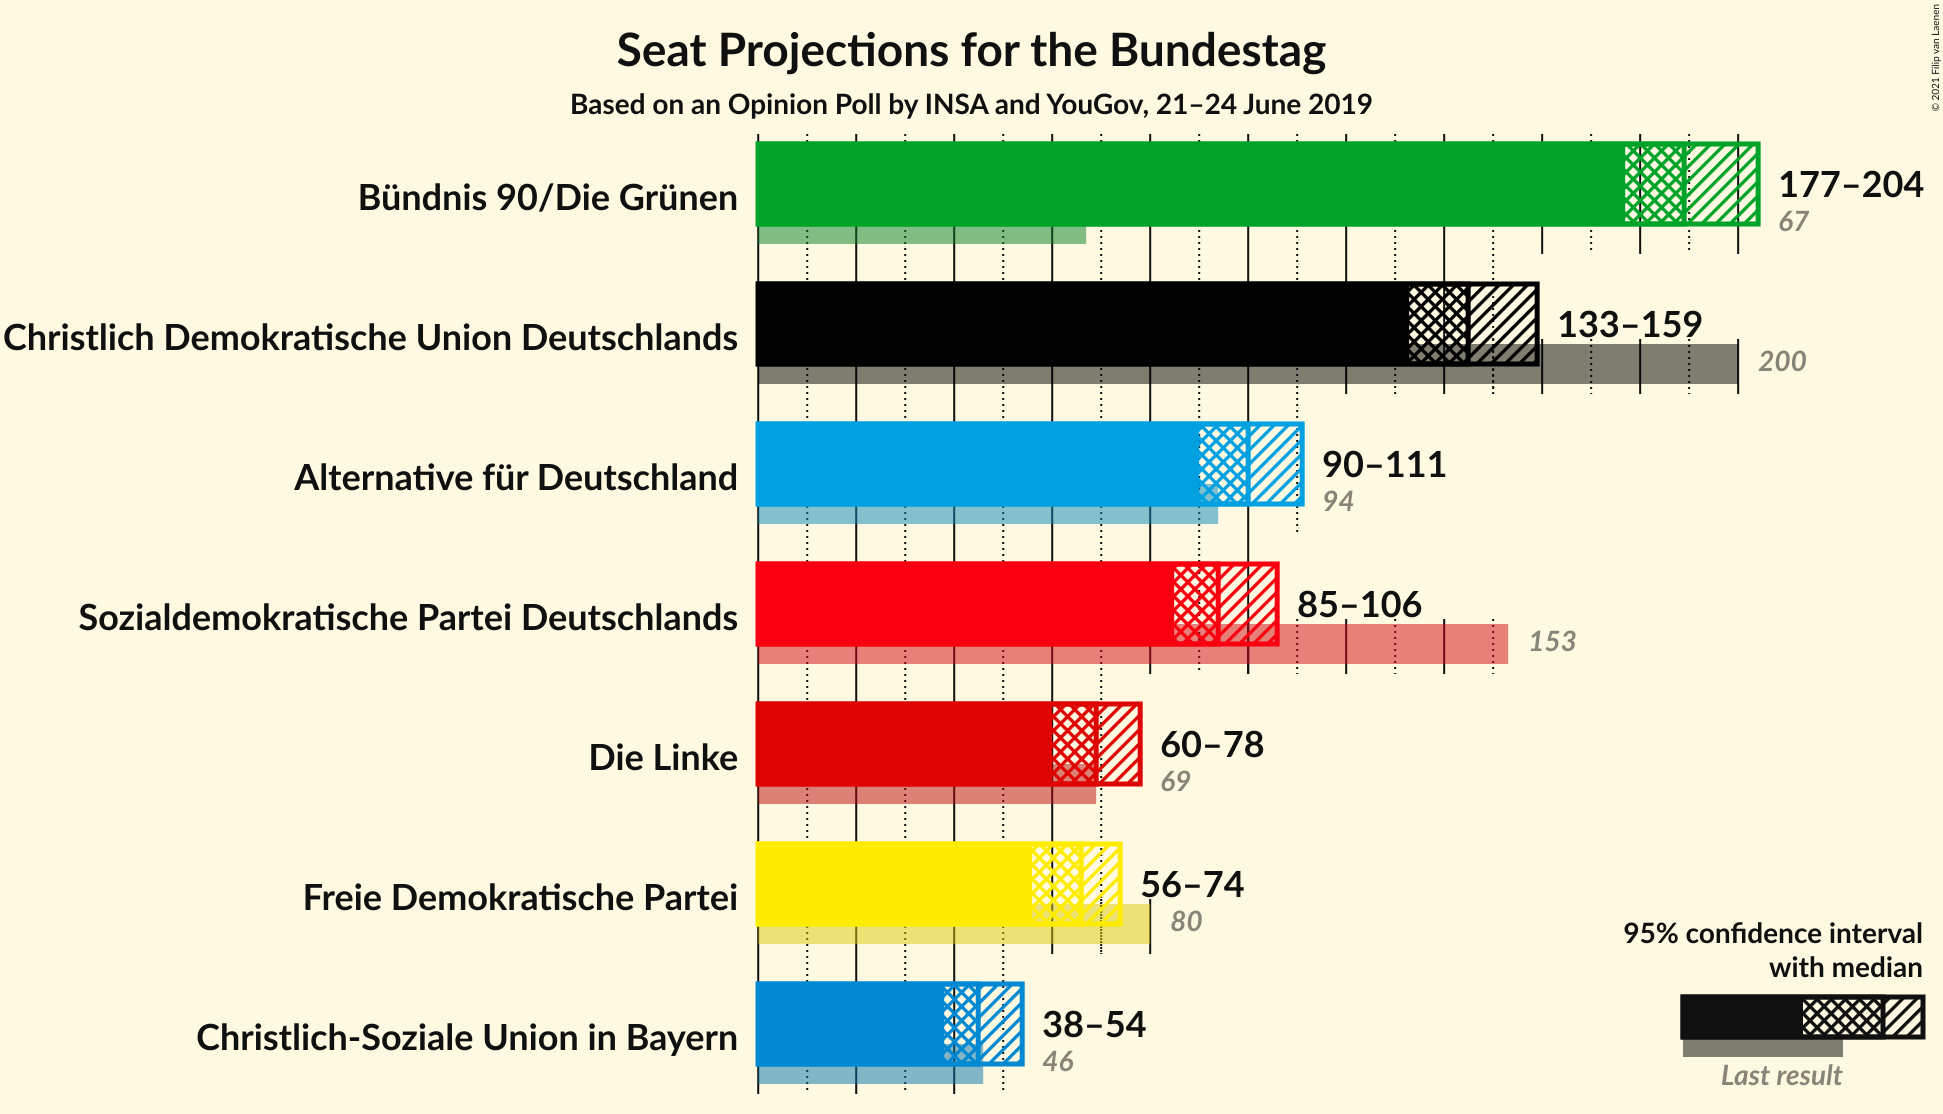 Seat Projections for the Bundestag
Based on an Opinion Poll by INSA and YouGov, 21–24 June 2019
© 2021 Filip van Laenen
Bündnis 90/Die Grünen
177–204
67
Christlich Demokratische Union Deutschlands
133–159
200
Alternative für Deutschland
90–111
94
Sozialdemokratische Partei Deutschlands
85–106
153
Die Linke
60–78
69
Freie Demokratische Partei
56–74
80
Christlich-Soziale Union in Bayern
38–54
46
95% confidence interval
with median
Last result